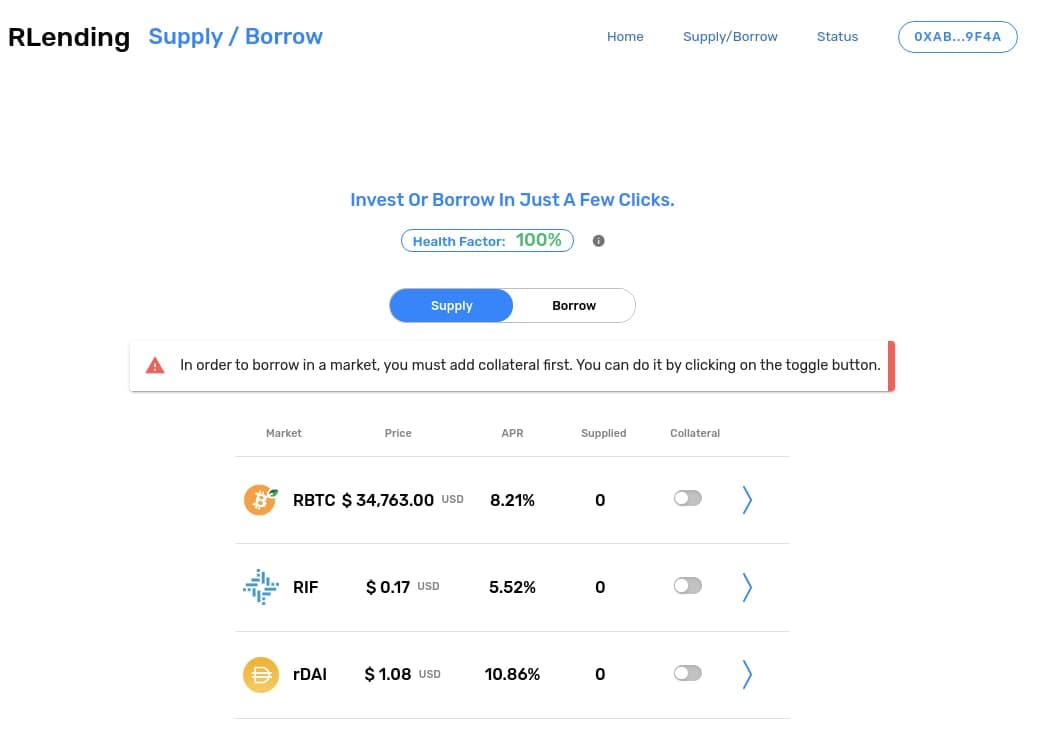 RLending Supply / Borrow Home Supply/Borrow Status 0XAB...9F4A
Invest Or Borrow In Just A Few Clicks.
Health Factor: 100%
Supply Borrow
In order to borrow in a market, you must add collateral first. You can do it by clicking on the toggle button.
Market Price APR Supplied Collateral
RBTC $ 34,763.00 USD 8.21% 0
RIF $ 0.17 USD 5.52% 0
rDAI $ 1.08 USD 10.86% 0